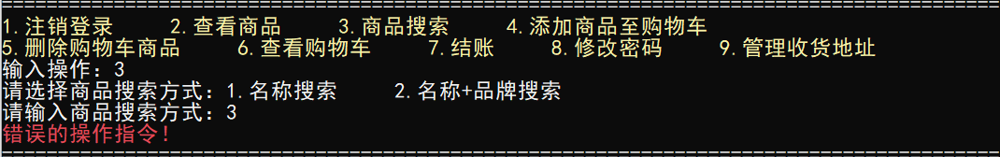 1.注销登录 2.查看商品 3.商品搜索 4.添加商品至购物车
5.删除购物车商品 6.查看购物车 7.结账 8.修改密码 9.管理收货地址
输入操作：3
请选择商品搜索方式：1.名称搜索 2.名称+品牌搜索
请输入商品搜索方式：3
错误的操作指令！